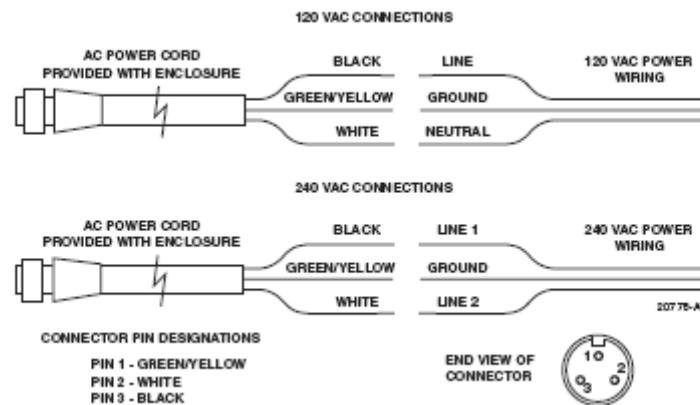 120 VAC CONNECTIONS
AC POWER CORD
PROVIDED WITH ENCLOSURE
BLACK
LINE
120 VAC POWER
WIRING
GREEN/YELLOW
GROUND
WHITE
NEUTRAL
240 VAC CONNECTIONS
AC POWER CORD
PROVIDED WITH ENCLOSURE
BLACK
LINE 1
240 VAC POWER
WIRING
GREEN/YELLOW
GROUND
WHITE
LINE 2
20775-A
CONNECTOR PIN DESIGNATIONS
PIN 1 - GREEN/YELLOW
PIN 2 - WHITE
PIN 3 - BLACK
END VIEW OF
CONNECTOR
1
2
3